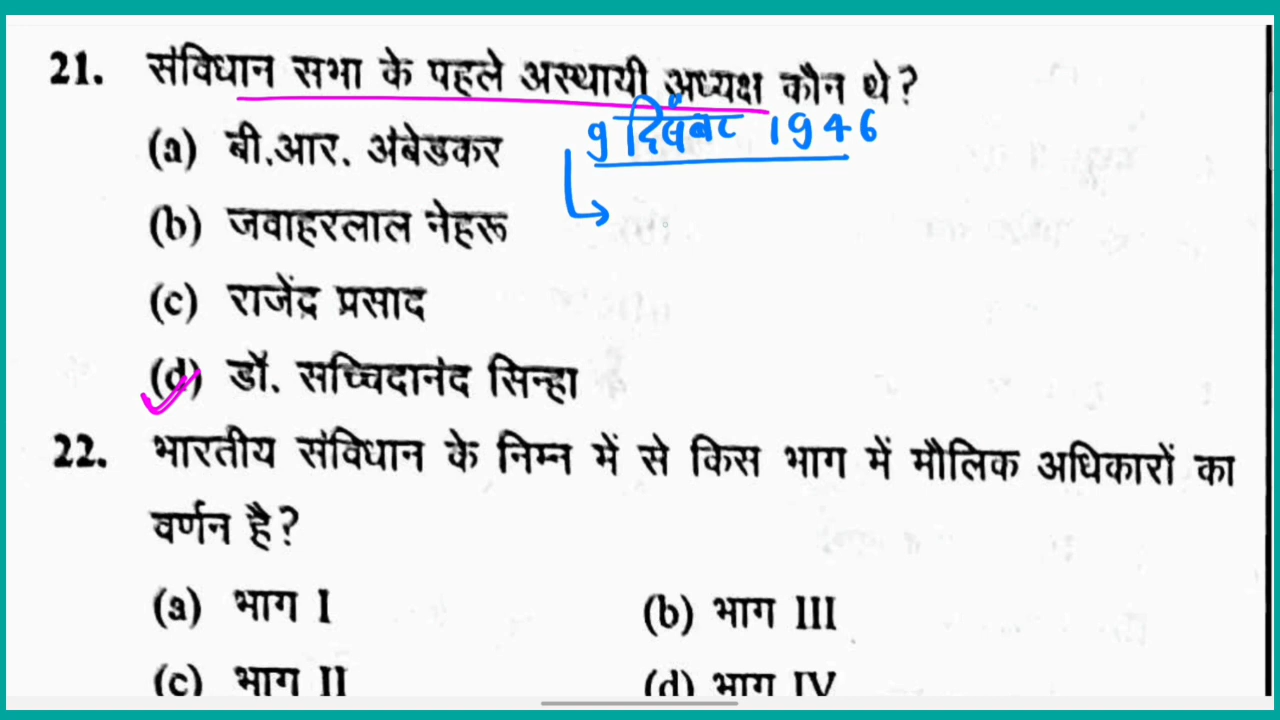 21. संविधान सभा के पहले अस्थायी अध्यक्ष कौन थे?
9 दिसंबर 1946
(a) बी.आर. अंबेडकर
(b) जवाहरलाल नेहरू
(c) राजेंद्र प्रसाद
(d) डॉ. सच्चिदानंद सिन्हा
22. भारतीय संविधान के निम्न में से किस भाग में मौलिक अधिकारों का
वर्णन है?
(a) भाग I (b) भाग III
(c) भाग II (d) भाग IV